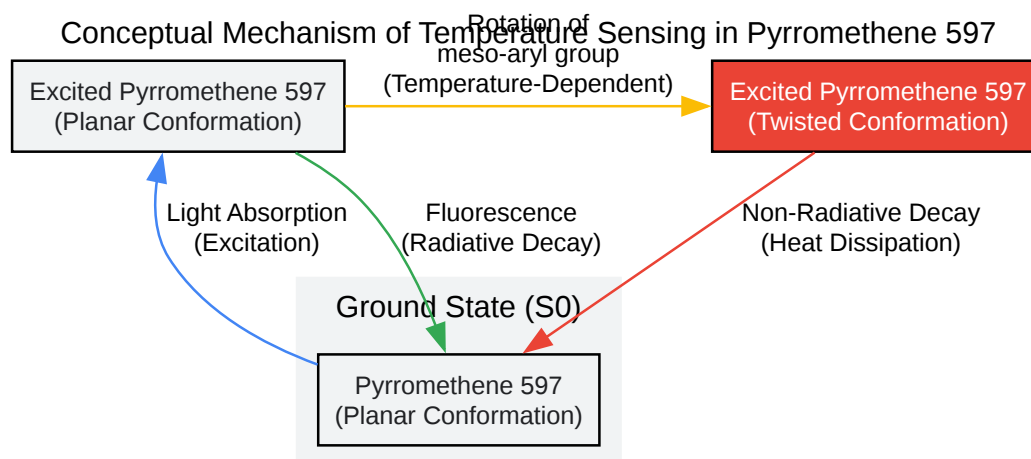 Conceptual Mechanism of Temperature Sensing in Pyrromethene 597
Rotation of
meso-aryl group
(Temperature-Dependent)
Excited Pyrromethene 597
(Planar Conformation)
Excited Pyrromethene 597
(Twisted Conformation)
Light Absorption
(Excitation)
Fluorescence
(Radiative Decay)
Non-Radiative Decay
(Heat Dissipation)
Ground State (S0)
Pyrromethene 597
(Planar Conformation)